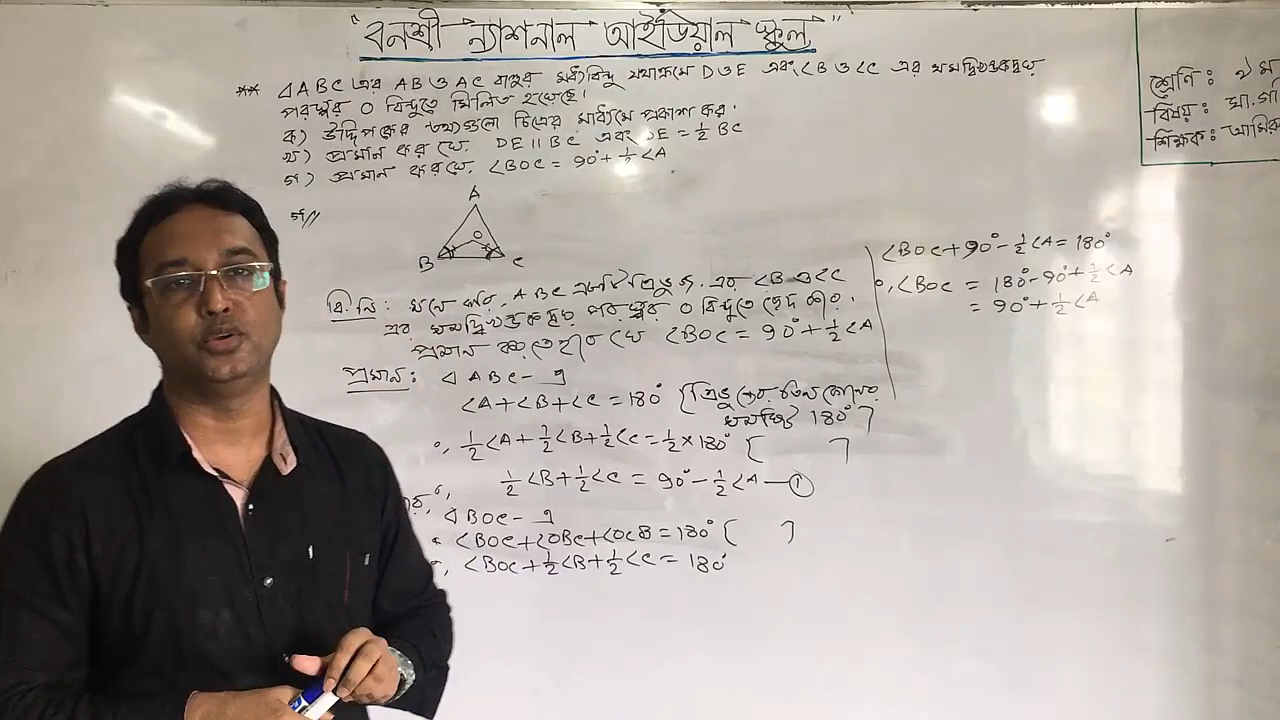 "বনশ্রী ন্যাশনাল আইডিয়াল স্কুল"
শ্রেণি: ৯ম
বিষয়: সা.গ
শিক্ষক: আমির
** ∆ABC এর AB ও AC বাহুর মধ্যবিন্দু যথাক্রমে D ও E এবং ∠B ও ∠C এর সমদ্বিখণ্ডকদ্বয়
পরস্পর O বিন্দুতে মিলিত হয়েছে।
ক) উদ্দিপকের তথ্যগুলো চিত্রের মাধ্যমে প্রকাশ কর.
খ) প্রমান কর যে, DE || BC এবং DE = ½ BC
গ) প্রমান কর যে, ∠BOC = 90° + ½∠A
গ//
A
O
B C
বি.নি: মনে করি, ABC একটি ত্রিভুজ. এর ∠B ও ∠C
এর সমদ্বিখণ্ডক দ্বয় পরস্পর O বিন্দুতে ছেদ করে.
প্রমান করতে হবে যে ∠BOC = 90° + ½∠A
প্রমান: ∆ABC-এ
∠A+∠B+∠C = 180° [ত্রিভুজের তিন কোনের
সমষ্টি 180°]
½∠A + ½∠B + ½∠C = ½×180° [ ]
½∠B + ½∠C = 90° - ½∠A —①
∆BOC-এ
∠BOC+∠OBC+∠OCB = 180° [ ]
∠BOC + ½∠B + ½∠C = 180°
∠BOC + 90° - ½∠A = 180°
∠BOC = 180° - 90° + ½∠A
= 90° + ½∠A